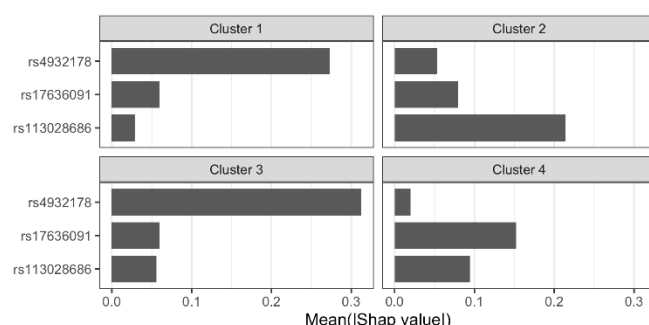 Cluster 1
Cluster 2
rs4932178
rs17636091
rs113028686
Cluster 3
Cluster 4
rs4932178
rs17636091
rs113028686
0.0 0.1 0.2 0.3 0.0 0.1 0.2 0.3
Mean(|Shap value|)